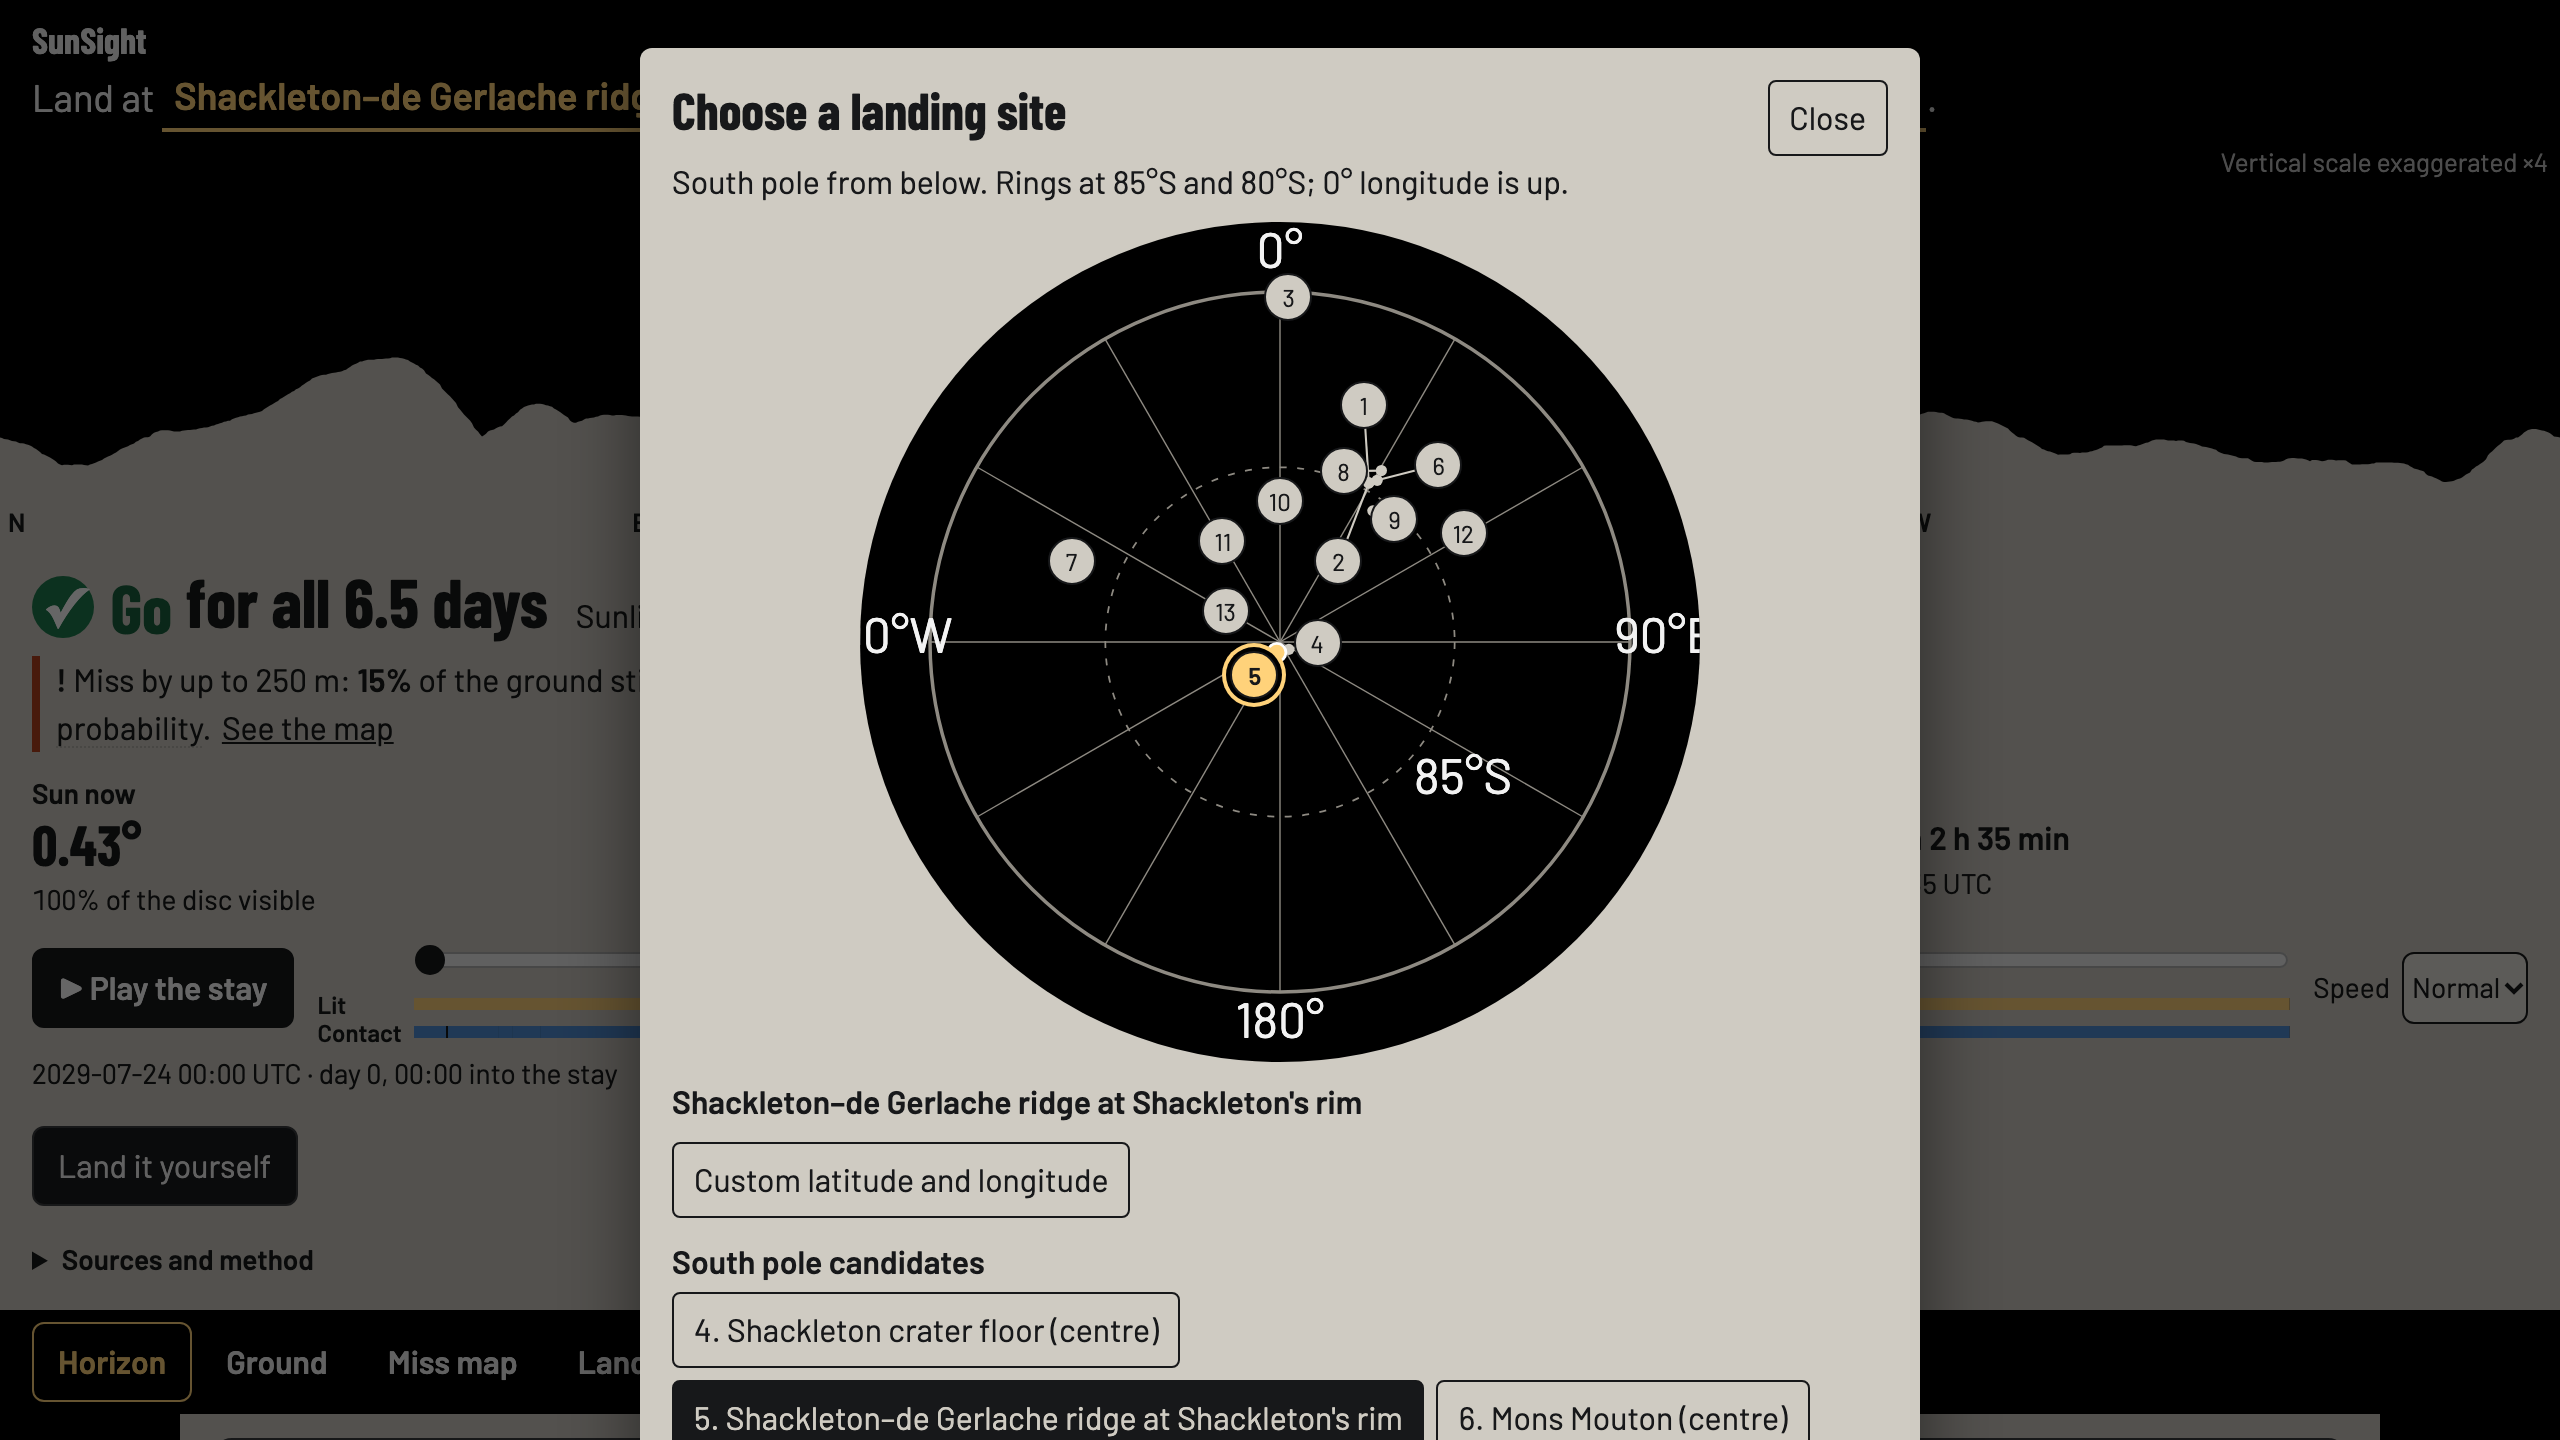 SunSight
Land at Shackleton–de Gerlache ridg
.
Vertical scale exaggerated ×4
Choose a landing site
Close
South pole from below. Rings at 85°S and 80°S; 0° longitude is up.
0°
3
1
8
6
10
9
12
11
2
7
13
0°W
4
90°E
5
85°S
180°
N
Go for all 6.5 days Sunli
! Miss by up to 250 m: 15% of the ground sti
probability. See the map
Sun now
0.43°
100% of the disc visible
2 h 35 min
5 UTC
Play the stay
Lit
Contact
Speed
Normal
2029-07-24 00:00 UTC · day 0, 00:00 into the stay
Land it yourself
Sources and method
Horizon
Ground
Miss map
Land
Shackleton–de Gerlache ridge at Shackleton's rim
Custom latitude and longitude
South pole candidates
4. Shackleton crater floor (centre)
5. Shackleton–de Gerlache ridge at Shackleton's rim
6. Mons Mouton (centre)